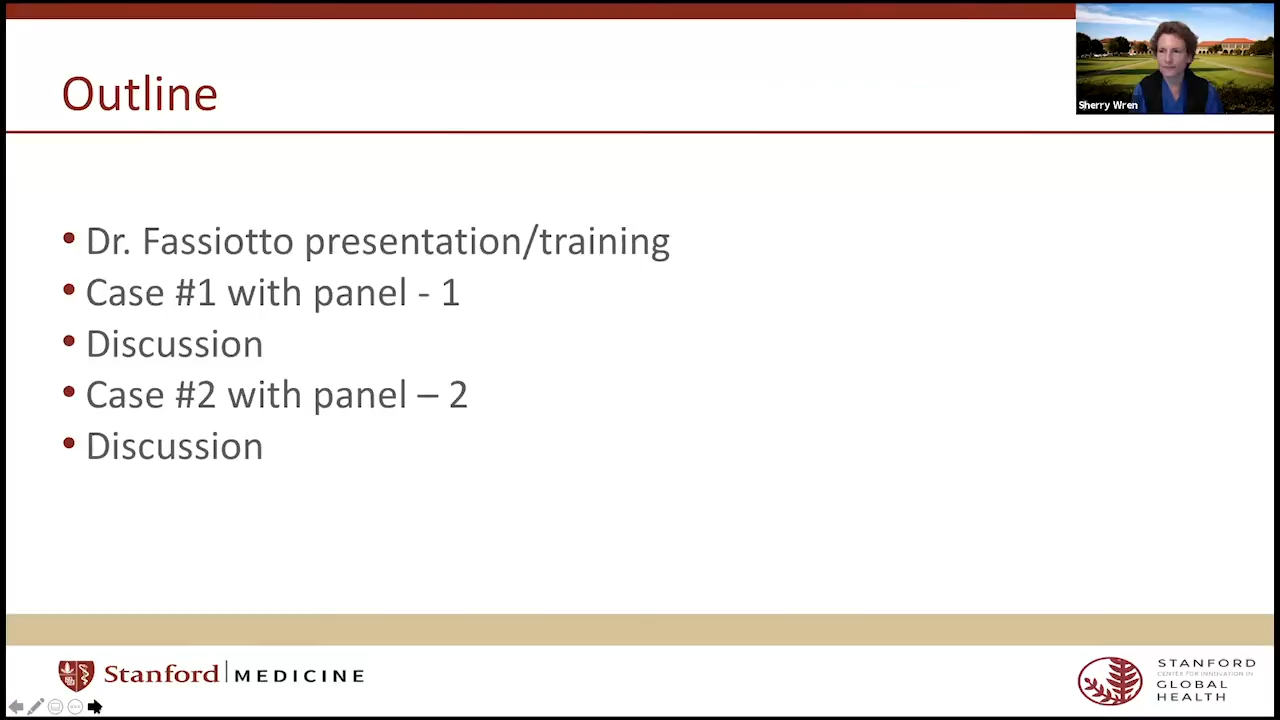 Outline
Sherry Wren
• Dr. Fassiotto presentation/training
• Case #1 with panel - 1
• Discussion
• Case #2 with panel – 2
• Discussion
Stanford MEDICINE
STANFORD
CENTER FOR INNOVATION IN
GLOBAL
HEALTH